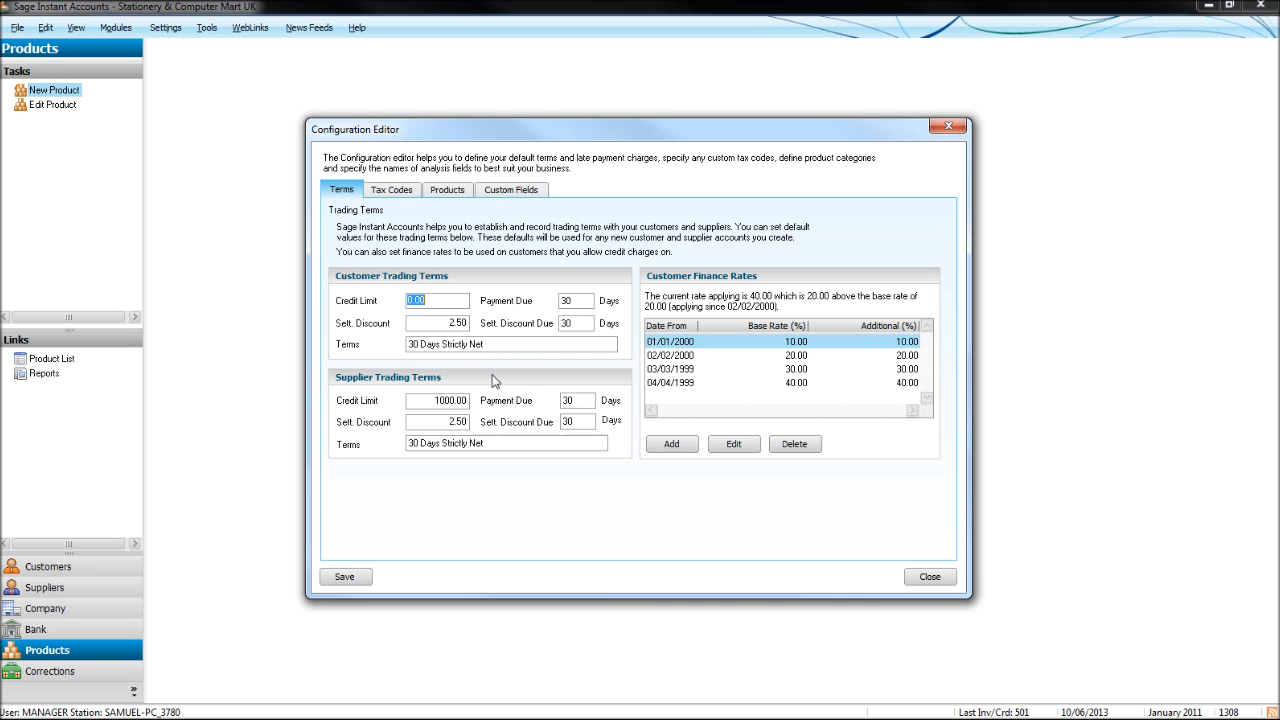 Sage Instant Accounts - Stationery & Computer Mart UK
File Edit View Modules Settings Tools WebLinks News Feeds Help
Products
Tasks
New Product
Edit Product
Links
Product List
Reports
Customers
Suppliers
Company
Bank
Products
Corrections
Configuration Editor
The Configuration editor helps you to define your default terms and late payment charges, specify any custom tax codes, define product categories
and specify the names of analysis fields to best suit your business.
Terms Tax Codes Products Custom Fields
Trading Terms
Sage Instant Accounts helps you to establish and record trading terms with your customers and suppliers. You can set default
values for these trading terms below. These defaults will be used for any new customer and supplier accounts you create.
You can also set finance rates to be used on customers that you allow credit charges on.
Customer Trading Terms
Credit Limit 0.00 Payment Due 30 Days
Sett. Discount 2.50 Sett. Discount Due 30 Days
Terms 30 Days Strictly Net
Supplier Trading Terms
Credit Limit 1000.00 Payment Due 30 Days
Sett. Discount 2.50 Sett. Discount Due 30 Days
Terms 30 Days Strictly Net
Customer Finance Rates
The current rate applying is 40.00 which is 20.00 above the base rate of
20.00 (applying since 02/02/2000).
Date From Base Rate (%) Additional (%)
01/01/2000 10.00 10.00
02/02/2000 20.00 20.00
03/03/1999 30.00 30.00
04/04/1999 40.00 40.00
Add Edit Delete
Save Close
User: MANAGER Station: SAMUEL-PC_3780 Last Inv/Crd: 501 10/06/2013 January 2011 1308